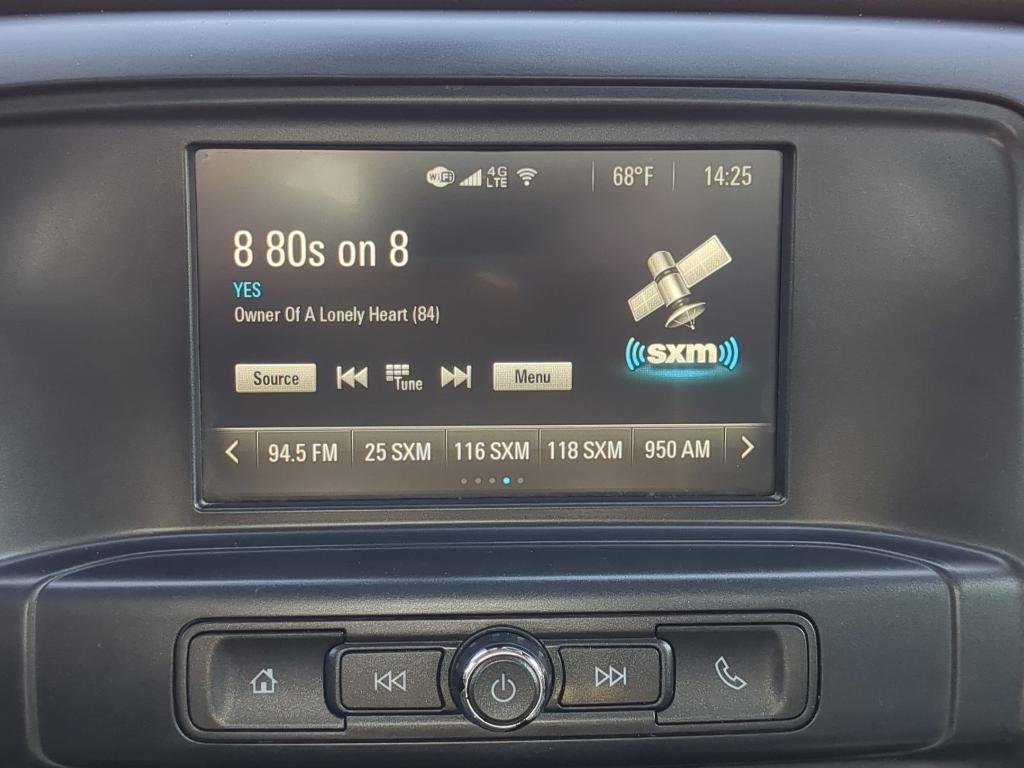 WiFi 4G LTE 68°F 14:25
8 80s on 8
YES
Owner Of A Lonely Heart (84)
sxm
Source Tune Menu
94.5 FM 25 SXM 116 SXM 118 SXM 950 AM